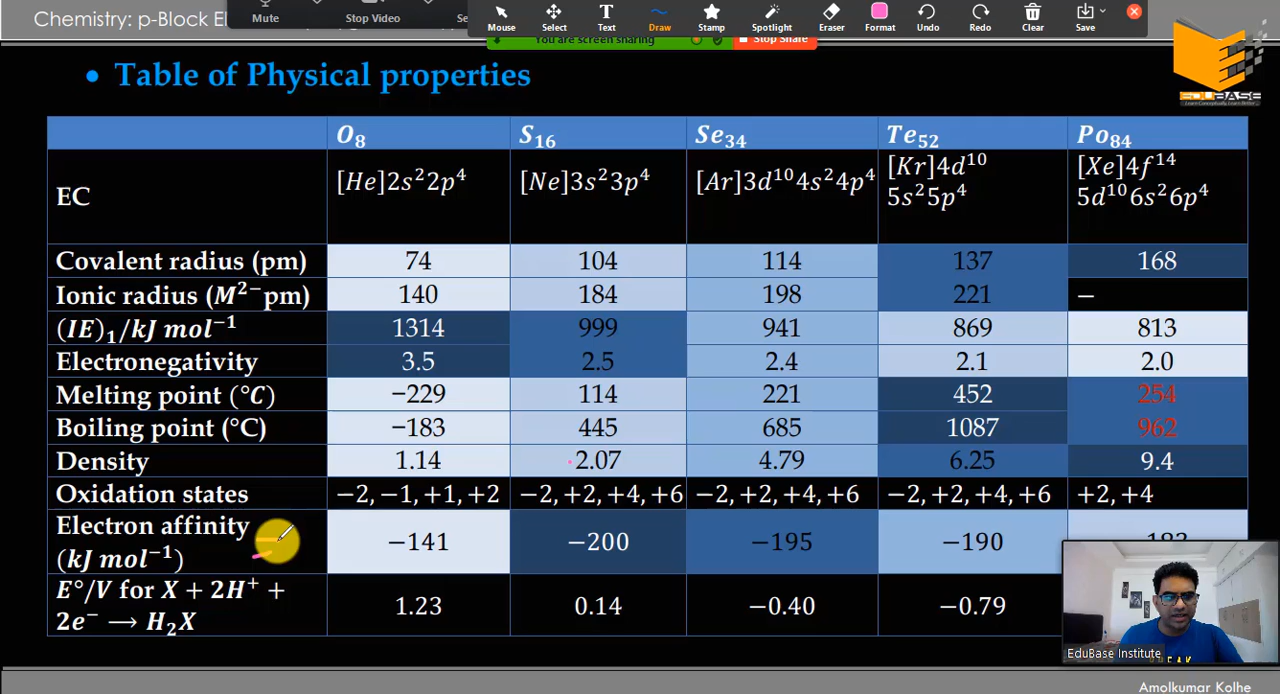 Chemistry: p-Block El
Mute
Stop Video
Se
Mouse
Select
Text
Draw
Stamp
Spotlight
Eraser
Format
Undo
Redo
Clear
Save
You are screen sharing
Stop Share
EDUBASE
Learn Conceptually, Learn Better...
• Table of Physical properties
O₈ S₁₆ Se₃₄ Te₅₂ Po₈₄
EC [He]2s²2p⁴ [Ne]3s²3p⁴ [Ar]3d¹⁰4s²4p⁴ [Kr]4d¹⁰ 5s²5p⁴ [Xe]4f¹⁴ 5d¹⁰6s²6p⁴
Covalent radius (pm) 74 104 114 137 168
Ionic radius (M²⁻pm) 140 184 198 221 –
(IE)₁/kJ mol⁻¹ 1314 999 941 869 813
Electronegativity 3.5 2.5 2.4 2.1 2.0
Melting point (°C) −229 114 221 452 254
Boiling point (°C) −183 445 685 1087 962
Density 1.14 2.07 4.79 6.25 9.4
Oxidation states −2, −1, +1, +2 −2, +2, +4, +6 −2, +2, +4, +6 −2, +2, +4, +6 +2, +4
Electron affinity
(kJ mol⁻¹) −141 −200 −195 −190
E°/V for X + 2H⁺ +
2e⁻ ⟶ H₂X 1.23 0.14 −0.40 −0.79
EduBase Institute
Amolkumar Kolhe